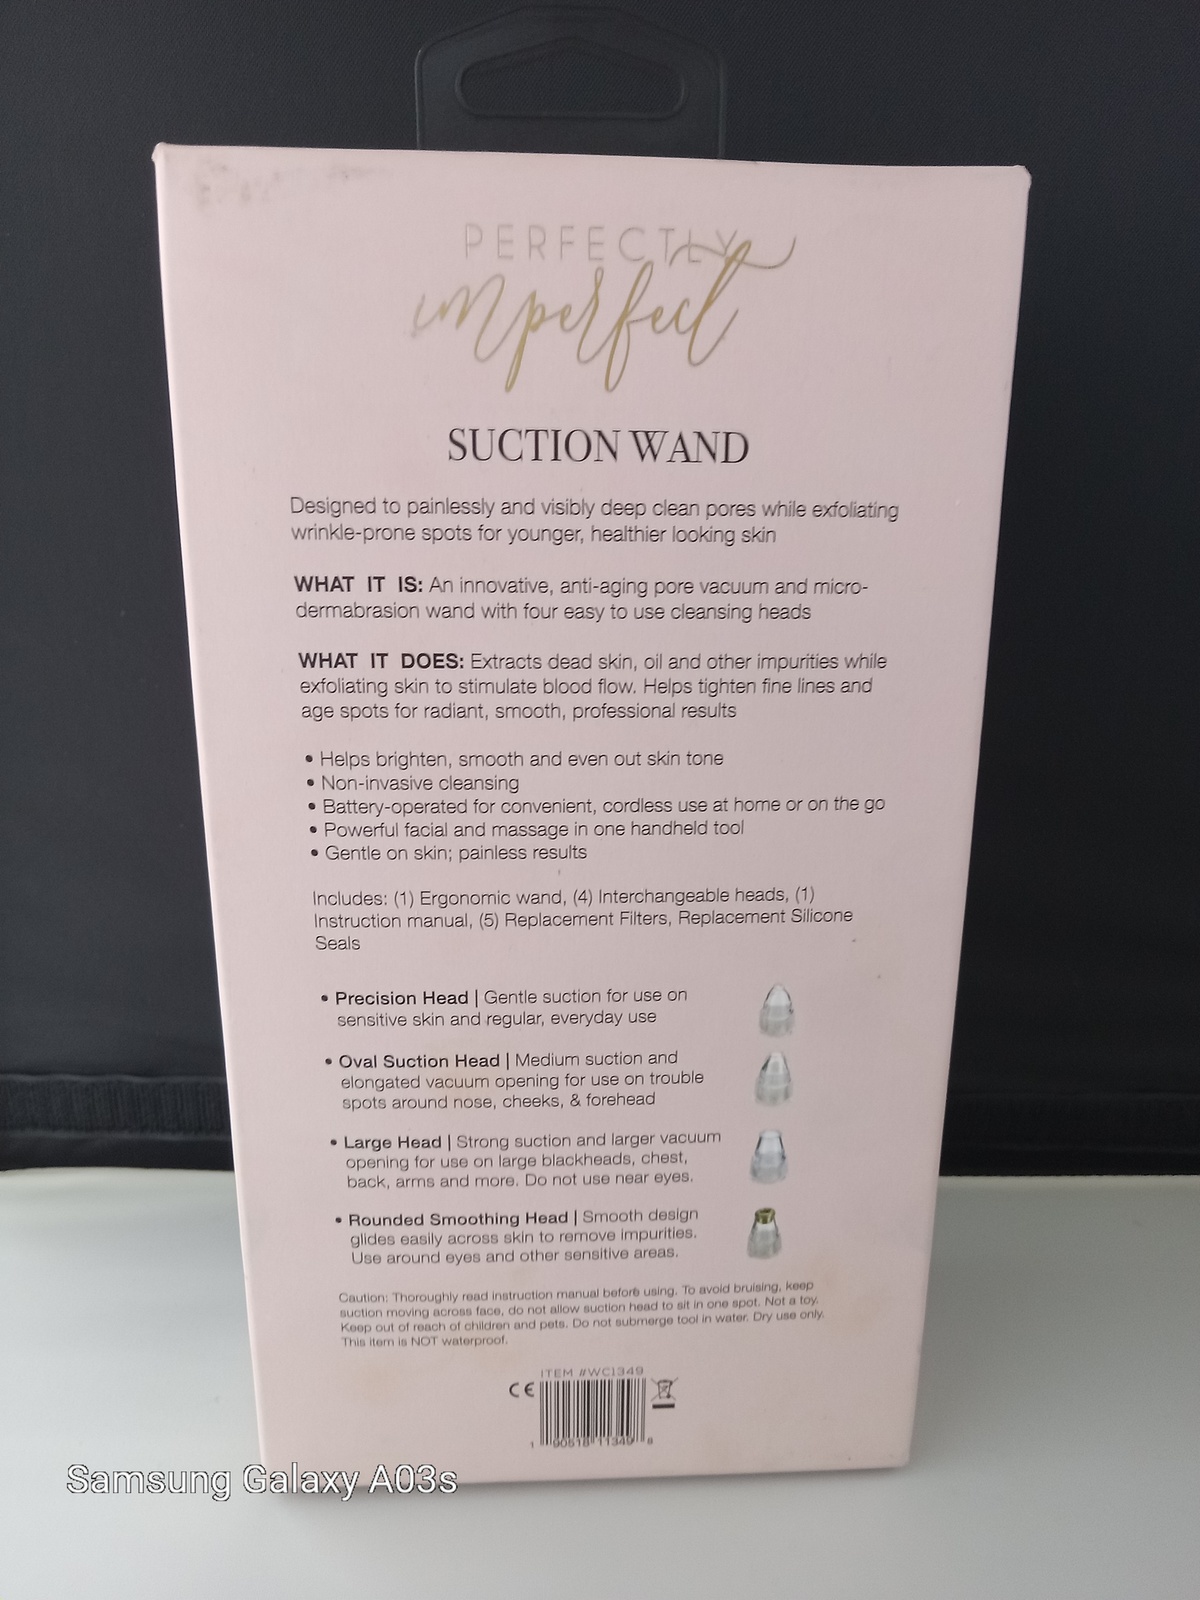 PERFECTLY
imperfect
SUCTION WAND
Designed to painlessly and visibly deep clean pores while exfoliating
wrinkle-prone spots for younger, healthier looking skin
WHAT IT IS: An innovative, anti-aging pore vacuum and micro-
dermabrasion wand with four easy to use cleansing heads
WHAT IT DOES: Extracts dead skin, oil and other impurities while
exfoliating skin to stimulate blood flow. Helps tighten fine lines and
age spots for radiant, smooth, professional results
• Helps brighten, smooth and even out skin tone
• Non-invasive cleansing
• Battery-operated for convenient, cordless use at home or on the go
• Powerful facial and massage in one handheld tool
• Gentle on skin; painless results
Includes: (1) Ergonomic wand, (4) Interchangeable heads, (1)
Instruction manual, (5) Replacement Filters, Replacement Silicone
Seals
• Precision Head | Gentle suction for use on
sensitive skin and regular, everyday use
• Oval Suction Head | Medium suction and
elongated vacuum opening for use on trouble
spots around nose, cheeks, & forehead
• Large Head | Strong suction and larger vacuum
opening for use on large blackheads, chest,
back, arms and more. Do not use near eyes.
• Rounded Smoothing Head | Smooth design
glides easily across skin to remove impurities.
Use around eyes and other sensitive areas.
Caution: Thoroughly read instruction manual before using. To avoid bruising, keep
suction moving across face, do not allow suction head to sit in one spot. Not a toy.
Keep out of reach of children and pets. Do not submerge tool in water. Dry use only.
This item is NOT waterproof.
ITEM #WC1349
CE
1 90518 11349 8
Samsung Galaxy A03s